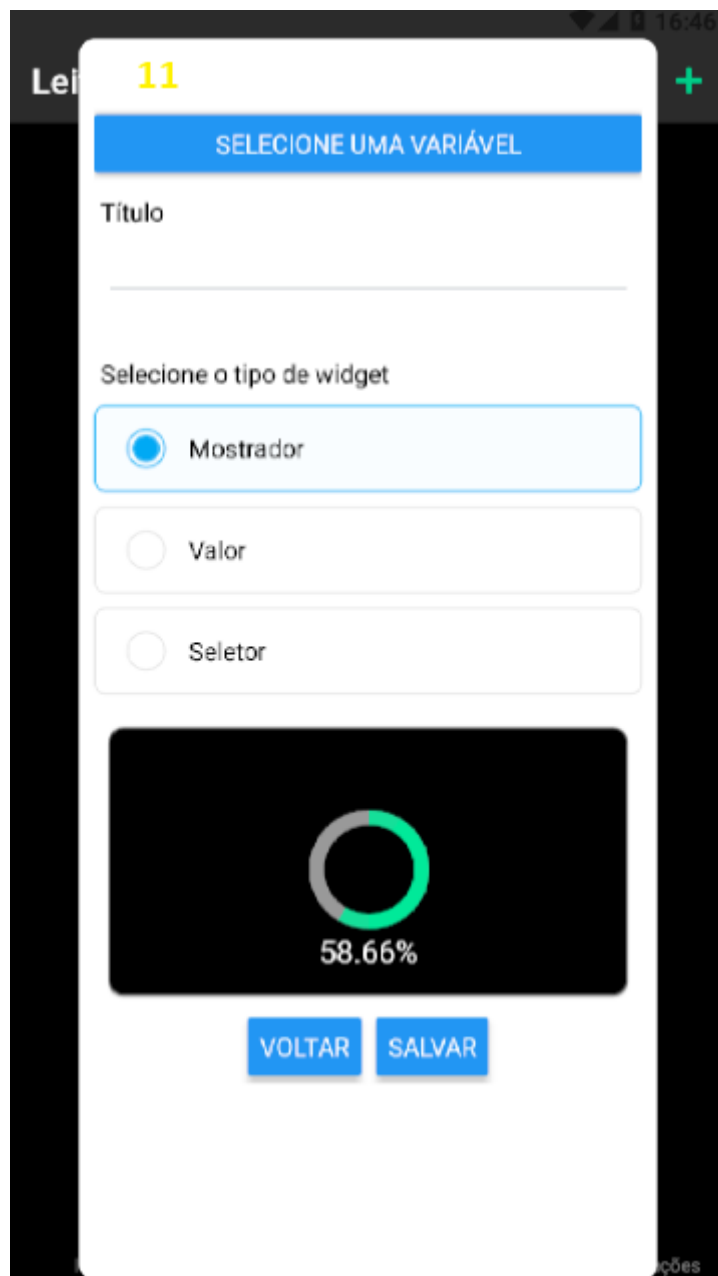 16:46
Lei
11
+
SELECIONE UMA VARIÁVEL
Título
Selecione o tipo de widget
Mostrador
Valor
Seletor
58.66%
VOLTAR SALVAR
ções